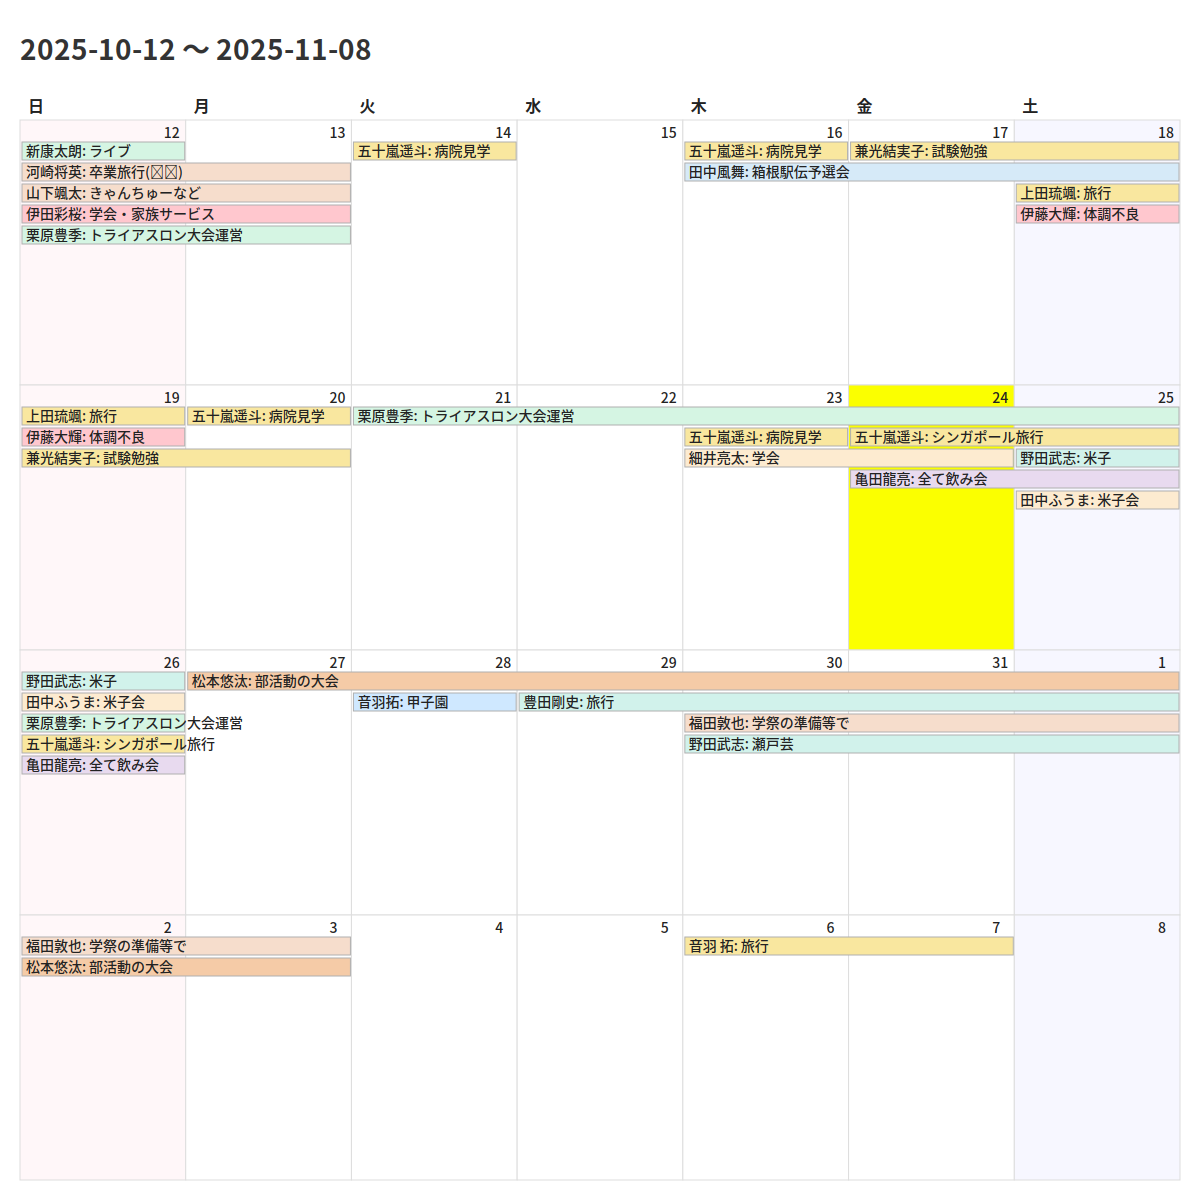 2025-10-12 〜 2025-11-08
日 月 火 水 木 金 土
12 13 14 15 16 17 18
新康太朗: ライブ 五十嵐遥斗: 病院見学 五十嵐遥斗: 病院見学 兼光結実子: 試験勉強
河崎将英: 卒業旅行(□□) 田中風舞: 箱根駅伝予選会
山下颯太: きゃんちゅーなど 上田琉颯: 旅行
伊田彩桜: 学会・家族サービス 伊藤大輝: 体調不良
栗原豊季: トライアスロン大会運営
19 20 21 22 23 24 25
上田琉颯: 旅行 五十嵐遥斗: 病院見学 栗原豊季: トライアスロン大会運営
伊藤大輝: 体調不良 五十嵐遥斗: 病院見学 五十嵐遥斗: シンガポール旅行
兼光結実子: 試験勉強 細井亮太: 学会 野田武志: 米子
亀田龍亮: 全て飲み会
田中ふうま: 米子会
26 27 28 29 30 31 1
野田武志: 米子 松本悠汰: 部活動の大会
田中ふうま: 米子会 音羽拓: 甲子園 豊田剛史: 旅行
栗原豊季: トライアスロン大会運営 福田敦也: 学祭の準備等で
五十嵐遥斗: シンガポール旅行 野田武志: 瀬戸芸
亀田龍亮: 全て飲み会
2 3 4 5 6 7 8
福田敦也: 学祭の準備等で 音羽 拓: 旅行
松本悠汰: 部活動の大会